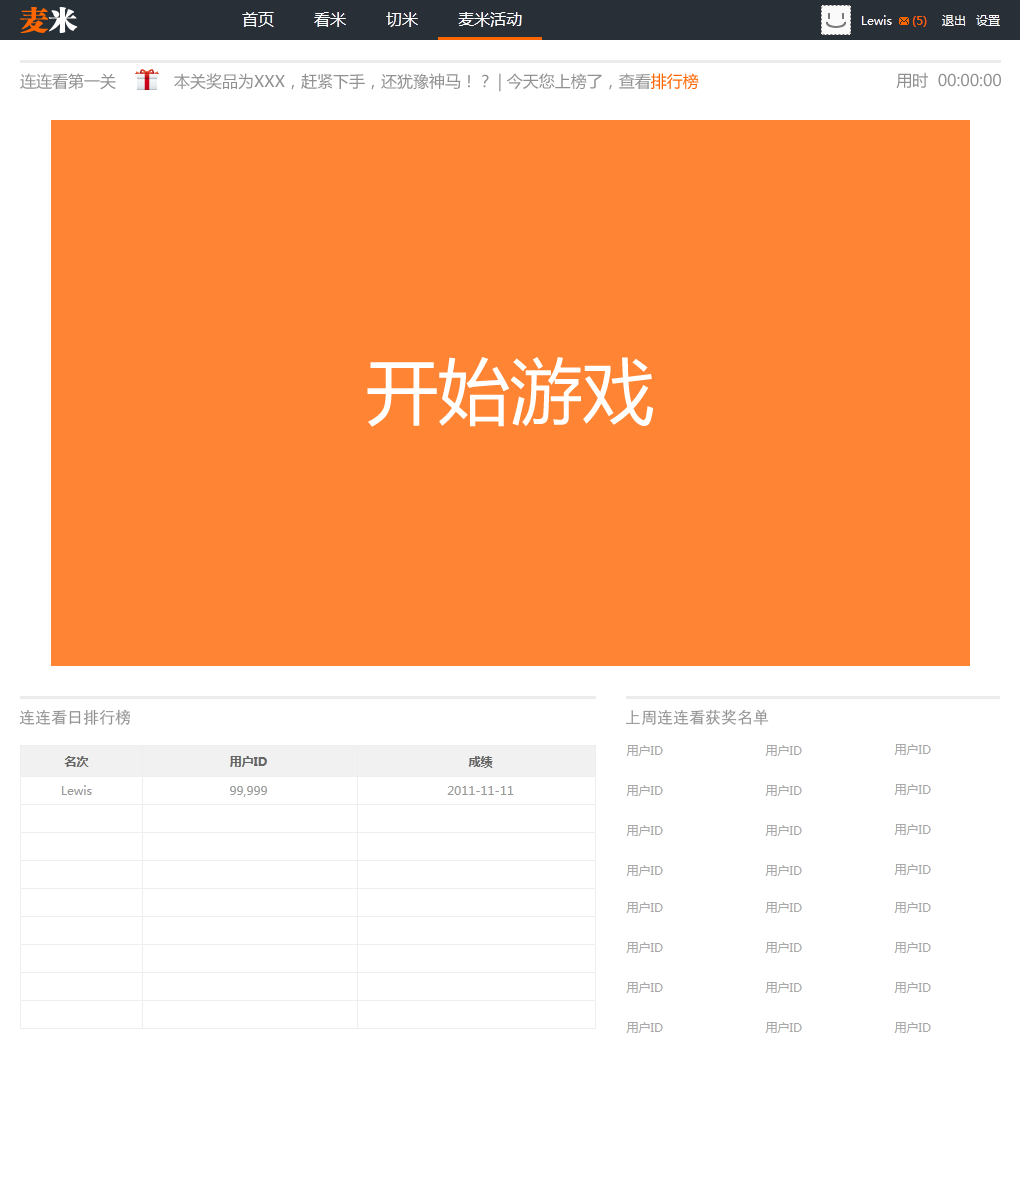 麦米 首页 看米 切米 麦米活动 Lewis (5) 退出 设置
连连看第一关 本关奖品为XXX，赶紧下手，还犹豫神马！？ | 今天您上榜了，查看排行榜 用时 00:00:00
开始游戏
连连看日排行榜
名次 用户ID 成绩
Lewis 99,999 2011-11-11
上周连连看获奖名单
用户ID 用户ID 用户ID
用户ID 用户ID 用户ID
用户ID 用户ID 用户ID
用户ID 用户ID 用户ID
用户ID 用户ID 用户ID
用户ID 用户ID 用户ID
用户ID 用户ID 用户ID
用户ID 用户ID 用户ID